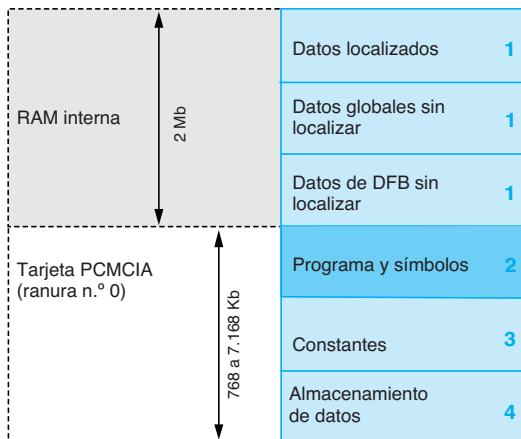 Datos localizados 1
RAM interna
2 Mb
Datos globales sin
localizar 1
Datos de DFB sin
localizar 1
Tarjeta PCMCIA
(ranura n.º 0)
768 a 7.168 Kb
Programa y símbolos 2
Constantes 3
Almacenamiento
de datos 4